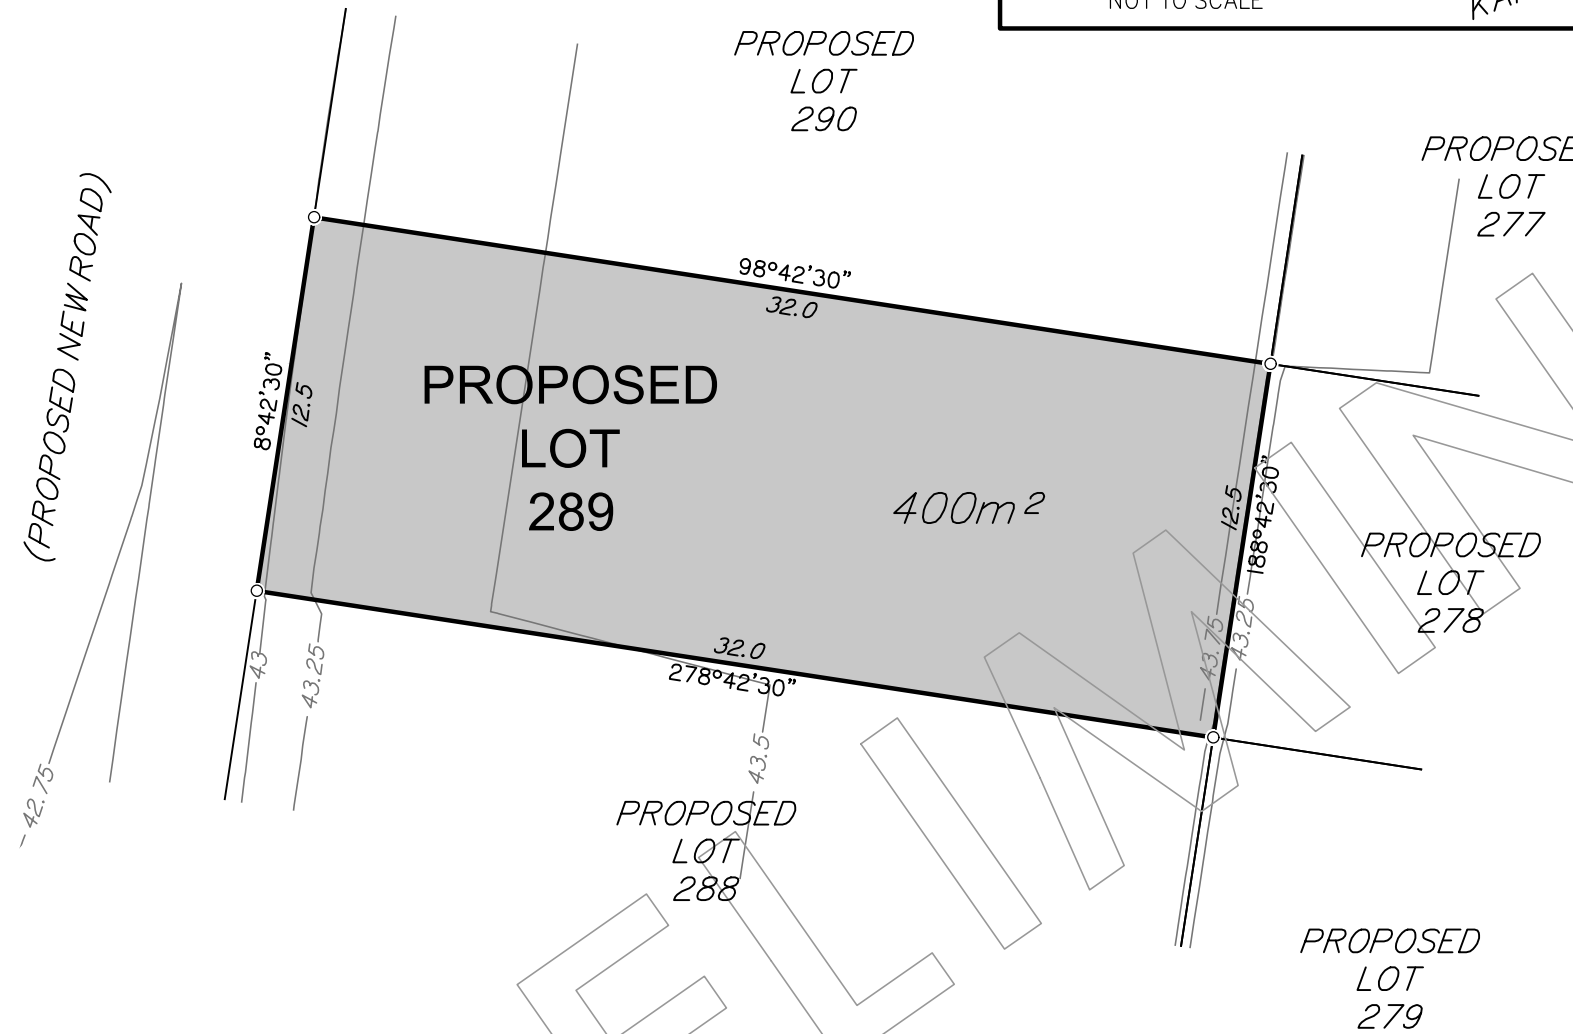 NOT TO SCALE
PROPOSED
LOT
290
LOT
277
(PROPOSED NEW ROAD)
98°42'30"
32.0
8°42'30"
12.5
PROPOSED
LOT
289
400m²
12.5
188°42'30"
PROPOSED
LOT
278
32.0
278°42'30"
43
43.25
43.75
43.25
42.75
43.5
PROPOSED
LOT
288
PROPOSED
LOT
279